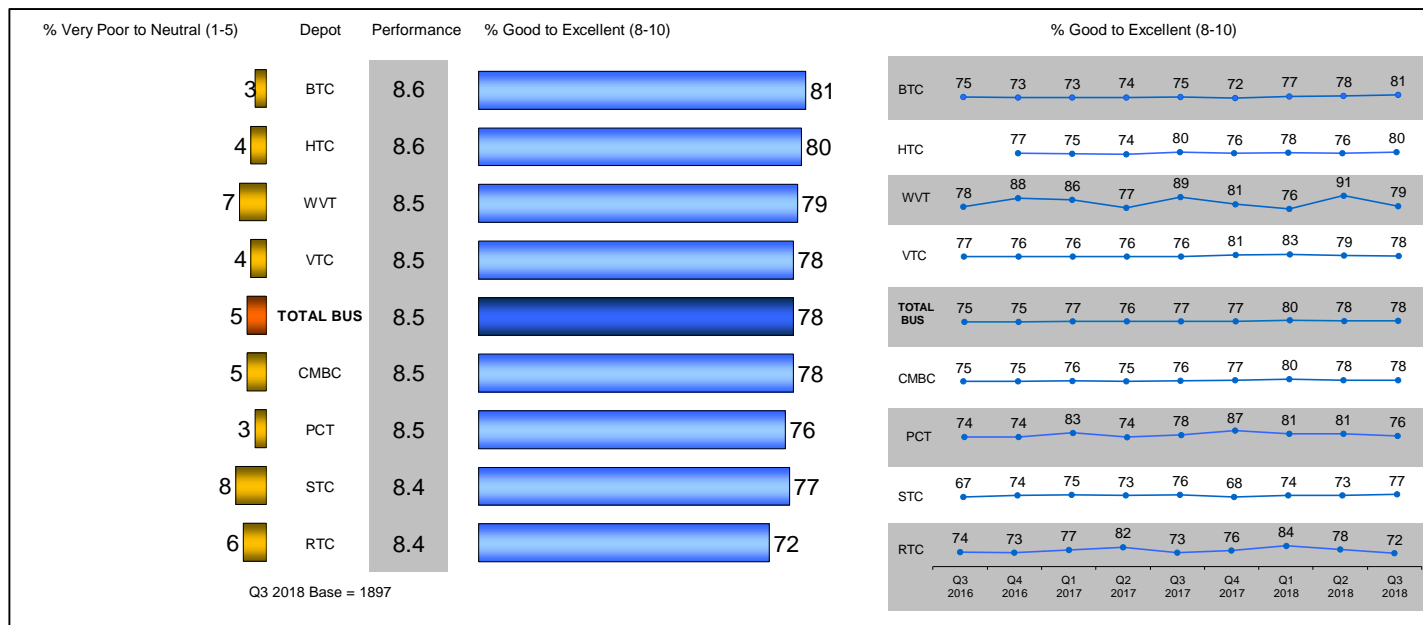 % Very Poor to Neutral (1-5) Depot Performance % Good to Excellent (8-10)
3 BTC 8.6 81
4 HTC 8.6 80
7 WVT 8.5 79
4 VTC 8.5 78
5 TOTAL BUS 8.5 78
5 CMBC 8.5 78
3 PCT 8.5 76
8 STC 8.4 77
6 RTC 8.4 72
Q3 2018 Base = 1897
% Good to Excellent (8-10)
BTC 75 73 73 74 75 72 77 78 81
HTC 77 75 74 80 76 78 76 80
WVT 78 88 86 77 89 81 76 91 79
VTC 77 76 76 76 76 81 83 79 78
TOTAL
BUS 75 75 77 76 77 77 80 78 78
CMBC 75 75 76 75 76 77 80 78 78
PCT 74 74 83 74 78 87 81 81 76
STC 67 74 75 73 76 68 74 73 77
RTC 74 73 77 82 73 76 84 78 72
Q3 Q4 Q1 Q2 Q3 Q4 Q1 Q2 Q3
2016 2016 2017 2017 2017 2017 2018 2018 2018